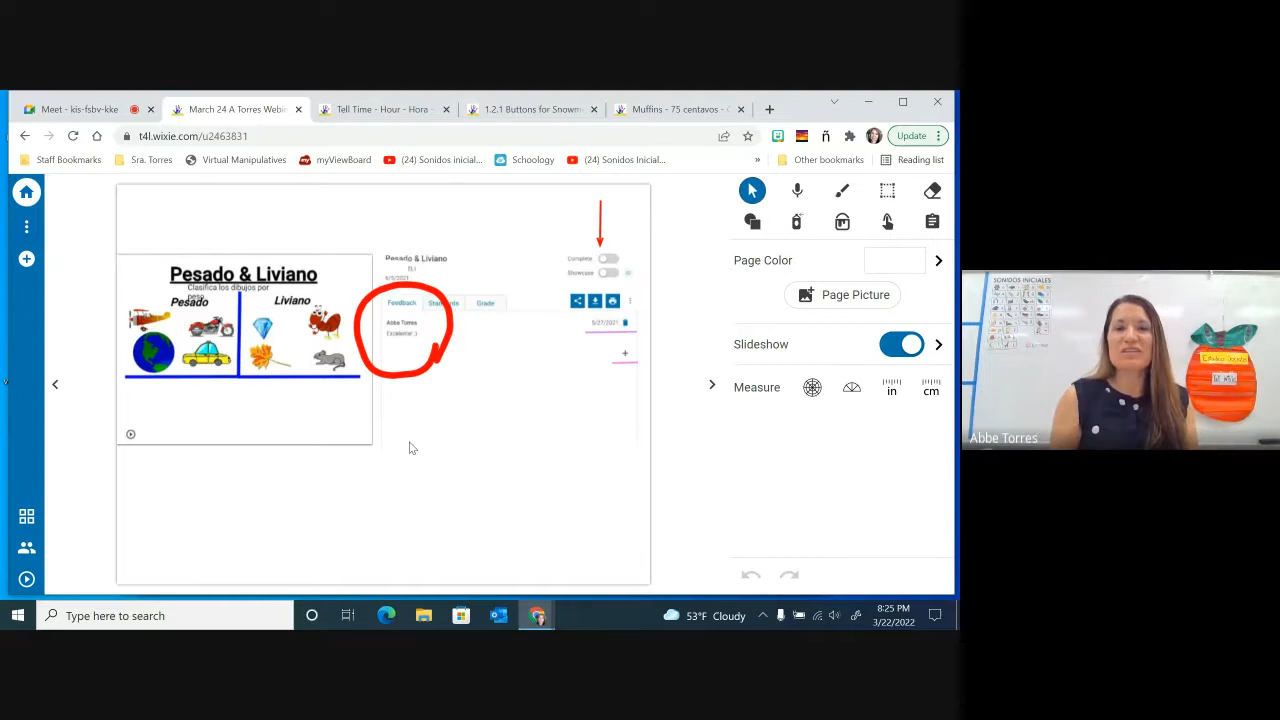 Meet - kis-fsbv-kke
March 24 A Torres Webin
Tell Time - Hour - Hora -
1.2.1 Buttons for Snowm
Muffins - 75 centavos -
t4l.wixie.com/u2463831
ñ
Update
Staff Bookmarks
Sra. Torres
Virtual Manipulatives
myViewBoard
(24) Sonidos inicial...
Schoology
(24) Sonidos Inicial...
»
Other bookmarks
Reading list
Pesado & Liviano
Clasifica los dibujos por
peso.
Pesado
Liviano
Pesado & Liviano
Complete
Showcase
Feedback
Standards
Grade
Abbe Torres
5/27/2021
Excelente! :)
+
Page Color
Page Picture
Slideshow
Measure
in
cm
SONIDOS INICIALES
Abbe Torres
Type here to search
53°F Cloudy
8:25 PM
3/22/2022